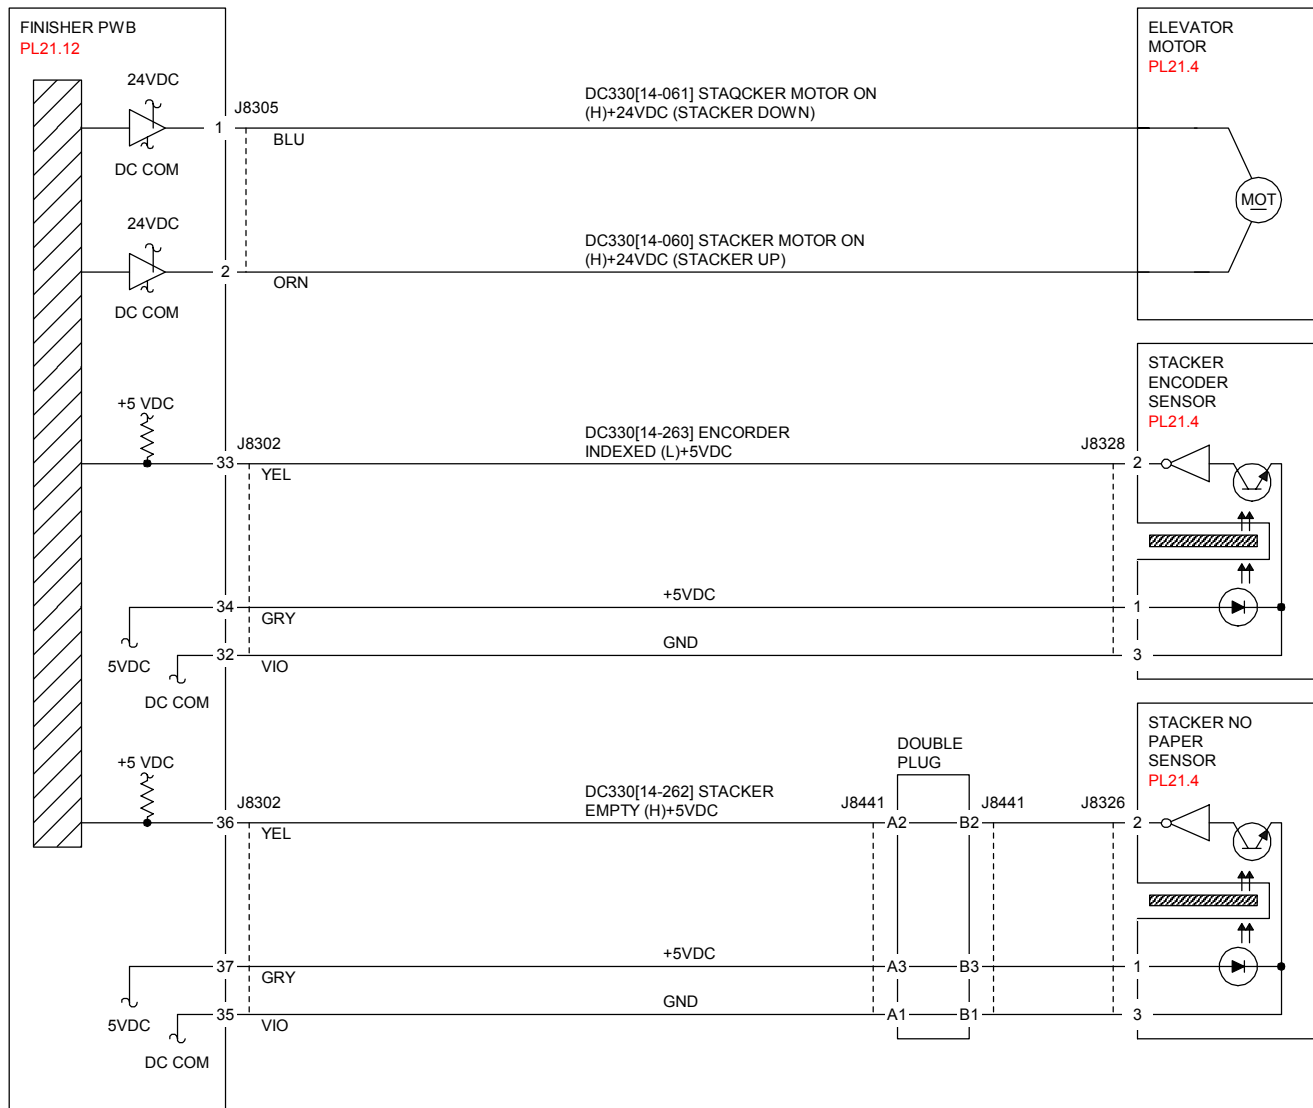 FINISHER PWB
PL21.12
24VDC
J8305
1
BLU
DC COM
DC330[14-061] STAQCKER MOTOR ON
(H)+24VDC (STACKER DOWN)
ELEVATOR
MOTOR
PL21.4
MOT
24VDC
2
ORN
DC COM
DC330[14-060] STACKER MOTOR ON
(H)+24VDC (STACKER UP)
+5 VDC
J8302
33
YEL
DC330[14-263] ENCORDER
INDEXED (L)+5VDC
J8328
2
STACKER
ENCODER
SENSOR
PL21.4
34
GRY
+5VDC
1
5VDC
32
VIO
GND
3
DC COM
+5 VDC
J8302
36
YEL
DC330[14-262] STACKER
EMPTY (H)+5VDC
DOUBLE
PLUG
J8441
A2
B2
J8441
J8326
2
STACKER NO
PAPER
SENSOR
PL21.4
37
GRY
+5VDC
A3
B3
1
5VDC
35
VIO
GND
A1
B1
3
DC COM